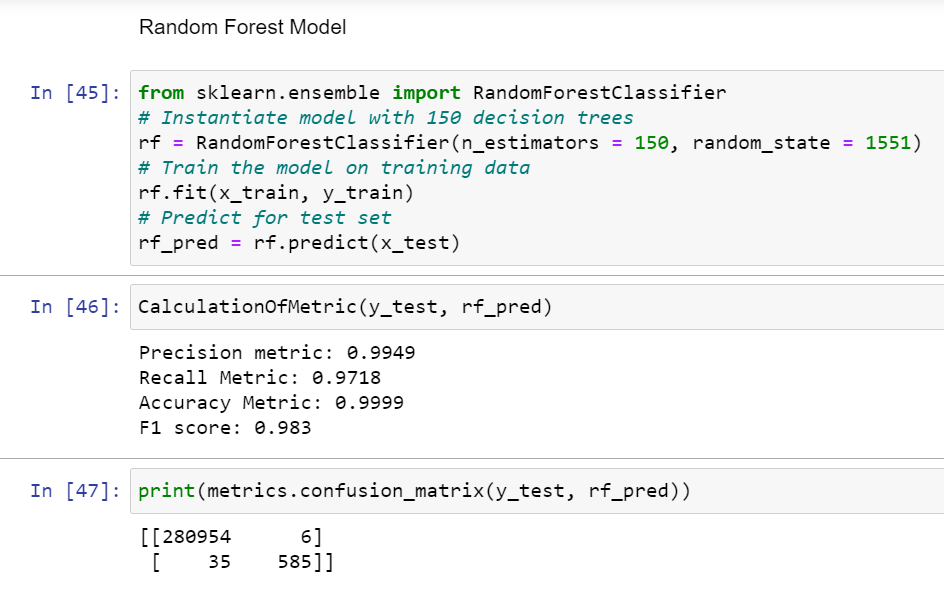 Random Forest Model
In [45]: from sklearn.ensemble import RandomForestClassifier
# Instantiate model with 150 decision trees
rf = RandomForestClassifier(n_estimators = 150, random_state = 1551)
# Train the model on training data
rf.fit(x_train, y_train)
# Predict for test set
rf_pred = rf.predict(x_test)
In [46]: CalculationOfMetric(y_test, rf_pred)
Precision metric: 0.9949
Recall Metric: 0.9718
Accuracy Metric: 0.9999
F1 score: 0.983
In [47]: print(metrics.confusion_matrix(y_test, rf_pred))
[[280954      6]
 [    35    585]]